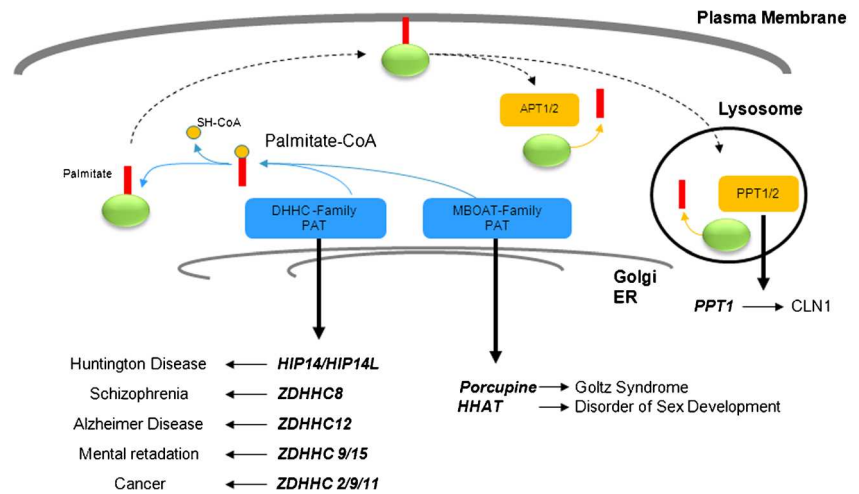 Plasma Membrane
APT1/2
Lysosome
SH-CoA
Palmitate-CoA
Palmitate
PPT1/2
DHHC -Family
PAT
MBOAT-Family
PAT
Golgi
ER
PPT1 CLN1
Huntington Disease HIP14/HIP14L
Schizophrenia ZDHHC8
Alzheimer Disease ZDHHC12
Mental retadation ZDHHC 9/15
Cancer ZDHHC 2/9/11
Porcupine Goltz Syndrome
HHAT Disorder of Sex Development